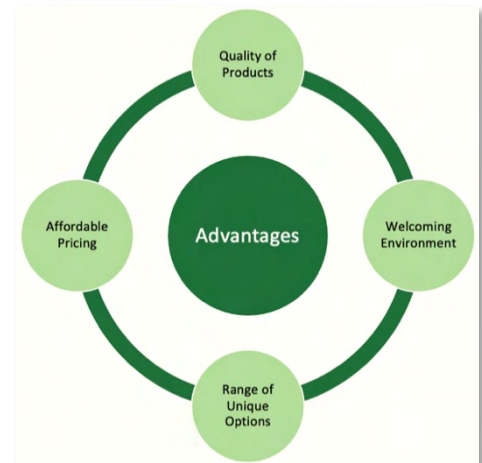 Quality of
Products
Affordable
Pricing
Advantages
Welcoming
Environment
Range of
Unique
Options